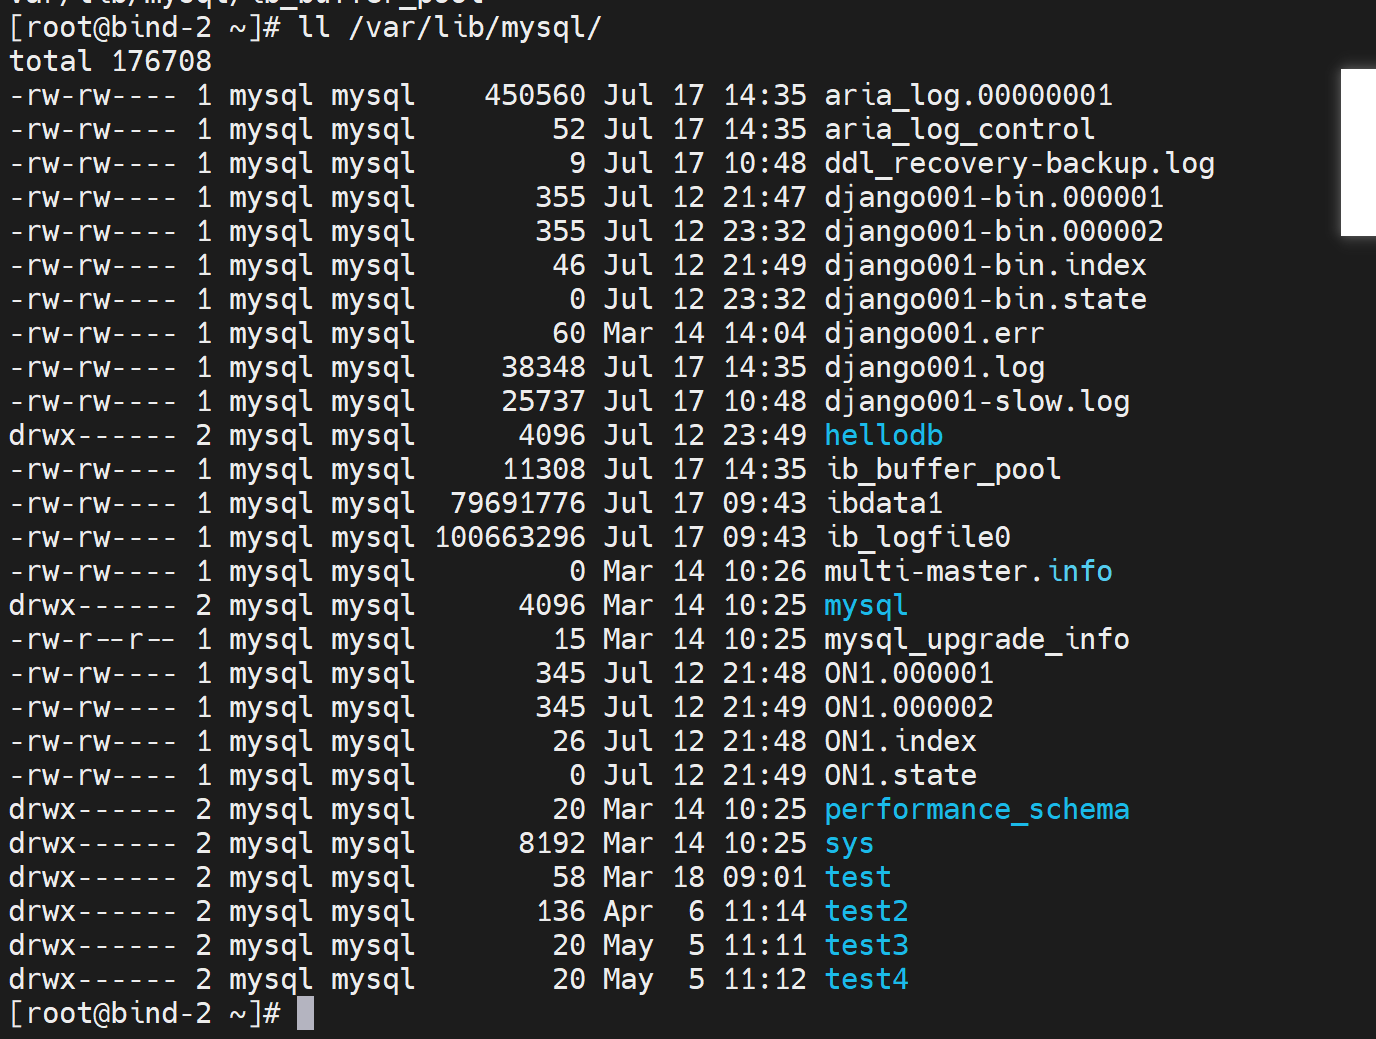 var/lib/mysql/ib_buffer_pool
[root@bind-2 ~]# ll /var/lib/mysql/
total 176708
-rw-rw---- 1 mysql mysql    450560 Jul 17 14:35 aria_log.00000001
-rw-rw---- 1 mysql mysql        52 Jul 17 14:35 aria_log_control
-rw-rw---- 1 mysql mysql         9 Jul 17 10:48 ddl_recovery-backup.log
-rw-rw---- 1 mysql mysql       355 Jul 12 21:47 django001-bin.000001
-rw-rw---- 1 mysql mysql       355 Jul 12 23:32 django001-bin.000002
-rw-rw---- 1 mysql mysql        46 Jul 12 21:49 django001-bin.index
-rw-rw---- 1 mysql mysql         0 Jul 12 23:32 django001-bin.state
-rw-rw---- 1 mysql mysql        60 Mar 14 14:04 django001.err
-rw-rw---- 1 mysql mysql     38348 Jul 17 14:35 django001.log
-rw-rw---- 1 mysql mysql     25737 Jul 17 10:48 django001-slow.log
drwx------ 2 mysql mysql      4096 Jul 12 23:49 hellodb
-rw-rw---- 1 mysql mysql     11308 Jul 17 14:35 ib_buffer_pool
-rw-rw---- 1 mysql mysql  79691776 Jul 17 09:43 ibdata1
-rw-rw---- 1 mysql mysql 100663296 Jul 17 09:43 ib_logfile0
-rw-rw---- 1 mysql mysql         0 Mar 14 10:26 multi-master.info
drwx------ 2 mysql mysql      4096 Mar 14 10:25 mysql
-rw-r--r-- 1 mysql mysql        15 Mar 14 10:25 mysql_upgrade_info
-rw-rw---- 1 mysql mysql       345 Jul 12 21:48 ON1.000001
-rw-rw---- 1 mysql mysql       345 Jul 12 21:49 ON1.000002
-rw-rw---- 1 mysql mysql        26 Jul 12 21:48 ON1.index
-rw-rw---- 1 mysql mysql         0 Jul 12 21:49 ON1.state
drwx------ 2 mysql mysql        20 Mar 14 10:25 performance_schema
drwx------ 2 mysql mysql      8192 Mar 14 10:25 sys
drwx------ 2 mysql mysql        58 Mar 18 09:01 test
drwx------ 2 mysql mysql       136 Apr  6 11:14 test2
drwx------ 2 mysql mysql        20 May  5 11:11 test3
drwx------ 2 mysql mysql        20 May  5 11:12 test4
[root@bind-2 ~]#